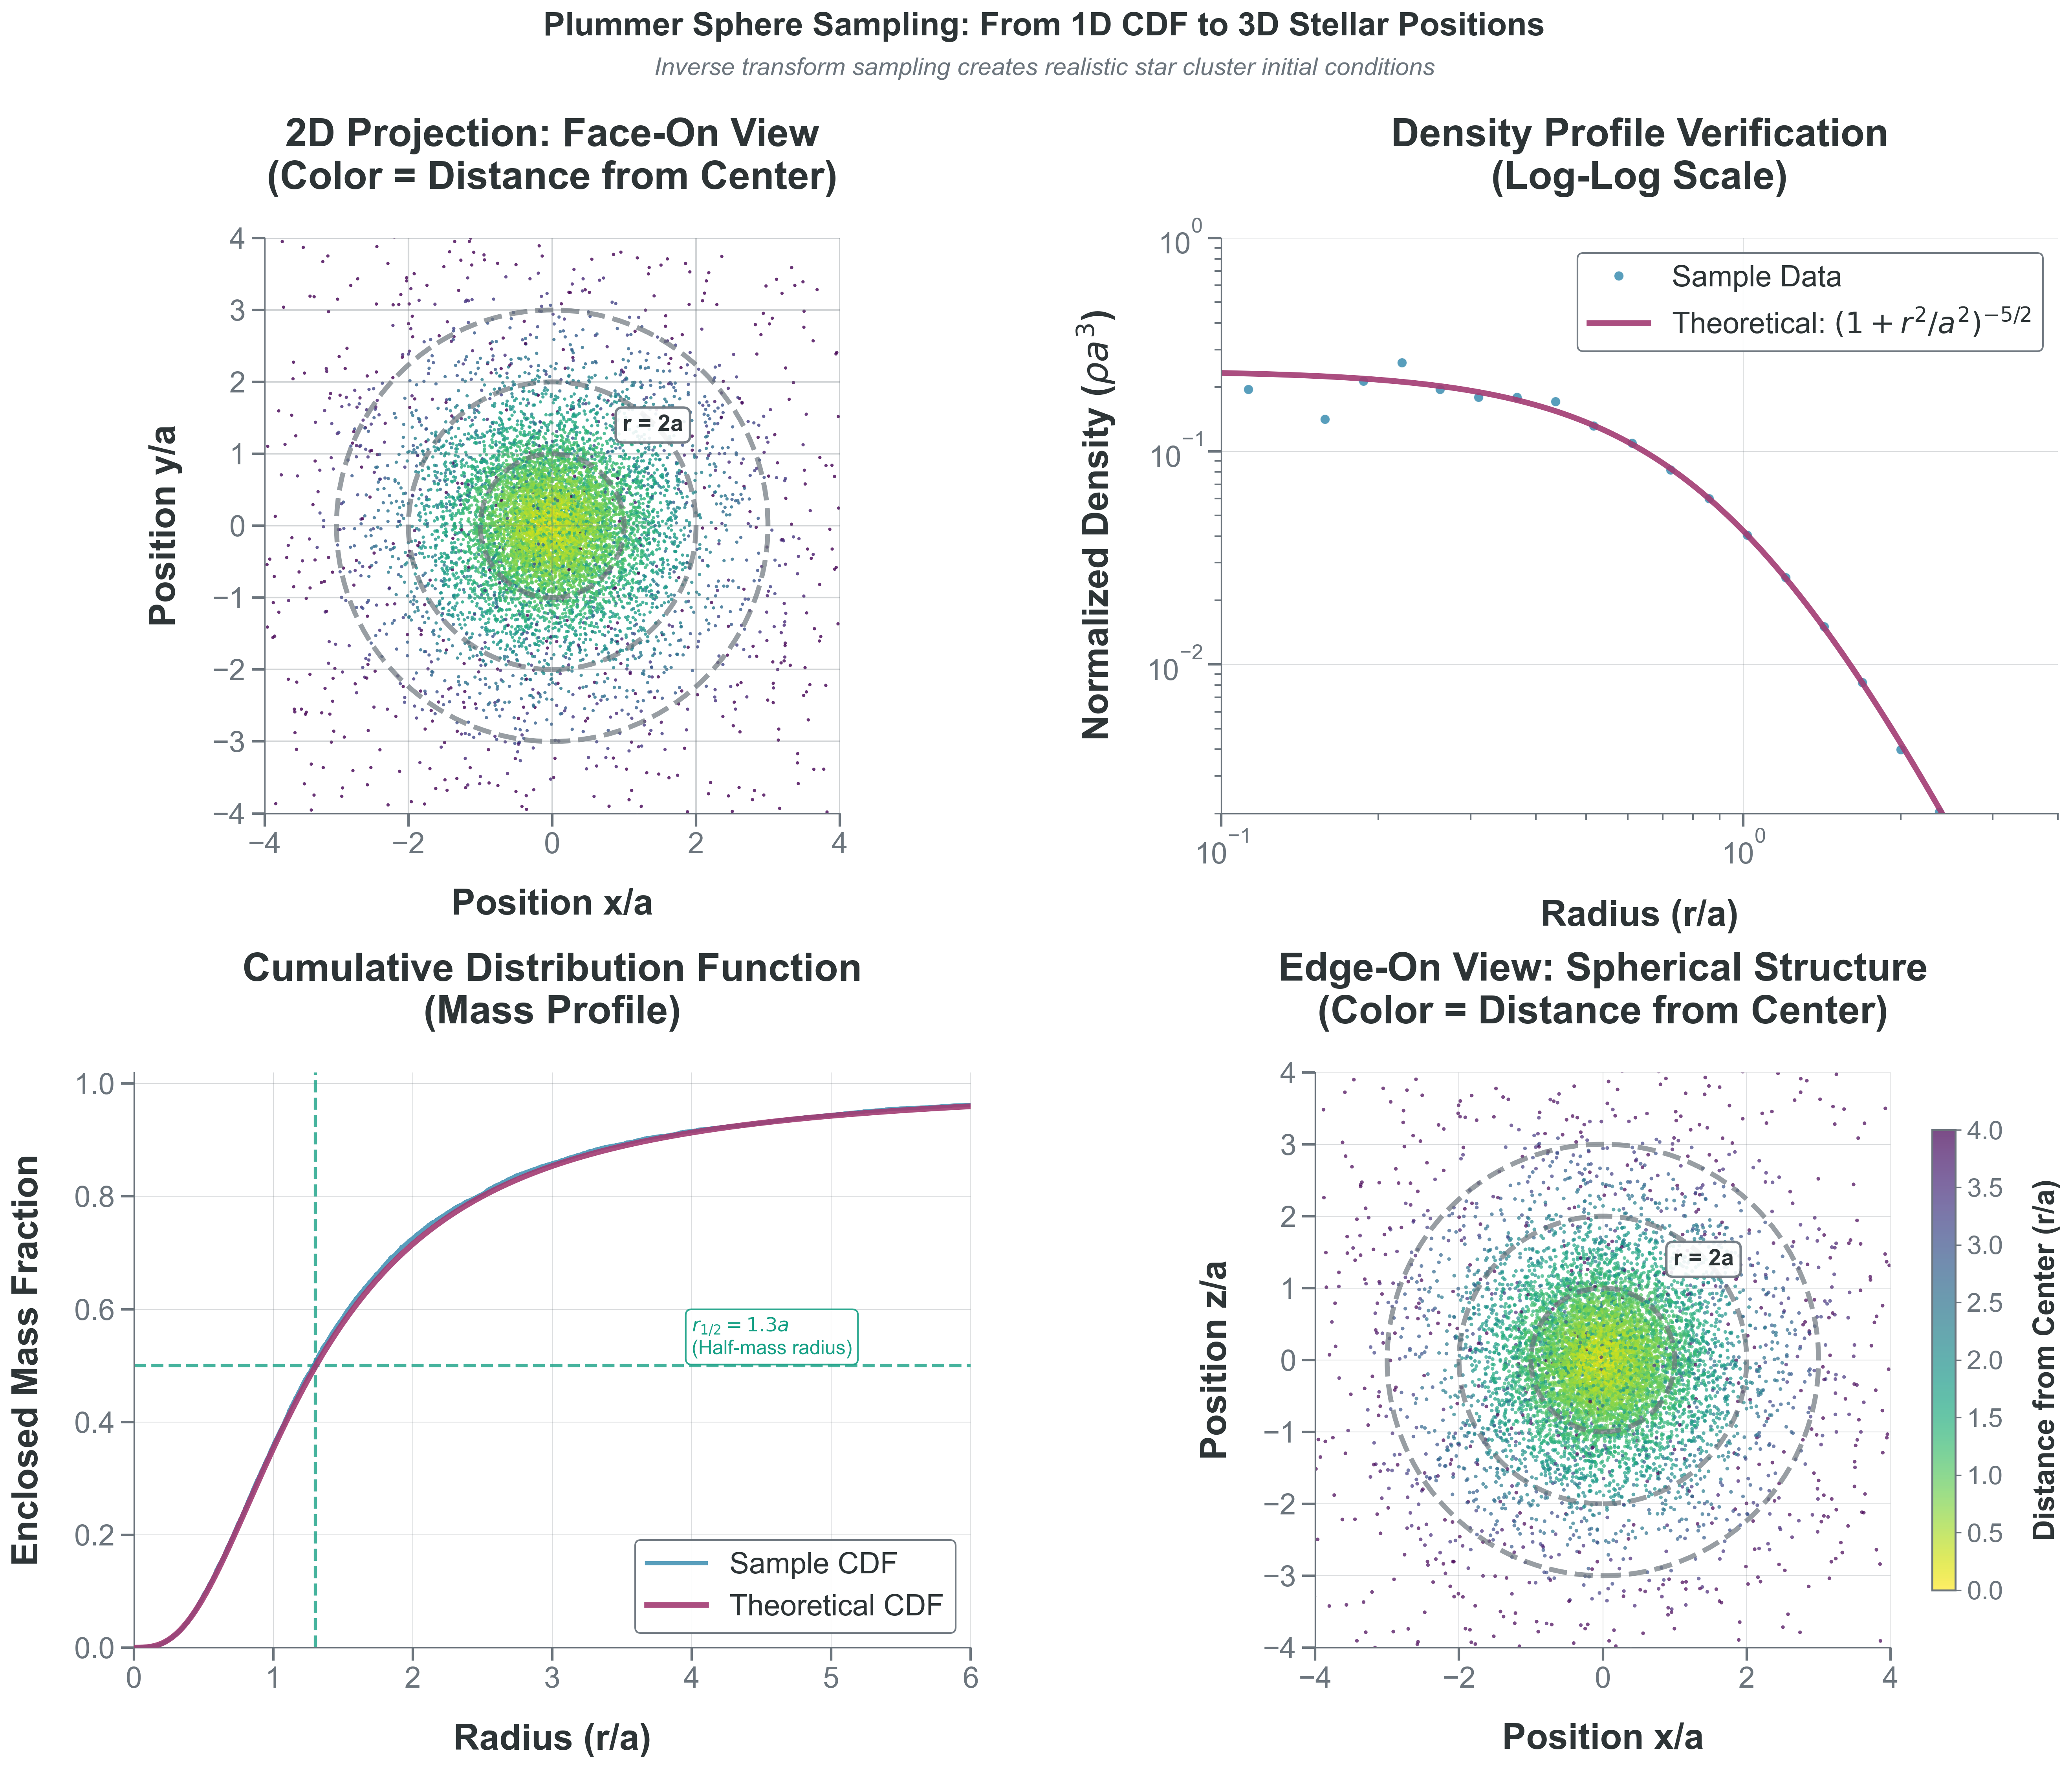 Plummer Sphere Sampling: From 1D CDF to 3D Stellar Positions
Inverse transform sampling creates realistic star cluster initial conditions
2D Projection: Face-On View
(Color = Distance from Center)
4
3
2
1
0
−1
−2
−3
−4
−4
−2
0
2
4
Position y/a
Position x/a
r = 2a
Density Profile Verification
(Log-Log Scale)
10^0
10^−1
10^−2
10^−1
10^0
Normalized Density (ρa^3)
Radius (r/a)
Sample Data
Theoretical: (1 + r^2/a^2)^−5/2
Cumulative Distribution Function
(Mass Profile)
1.0
0.8
0.6
0.4
0.2
0.0
0
1
2
3
4
5
6
Enclosed Mass Fraction
Radius (r/a)
r_1/2 = 1.3a
(Half-mass radius)
Sample CDF
Theoretical CDF
Edge-On View: Spherical Structure
(Color = Distance from Center)
4
3
2
1
0
−1
−2
−3
−4
−4
−2
0
2
4
Position z/a
Position x/a
r = 2a
4.0
3.5
3.0
2.5
2.0
1.5
1.0
0.5
0.0
Distance from Center (r/a)